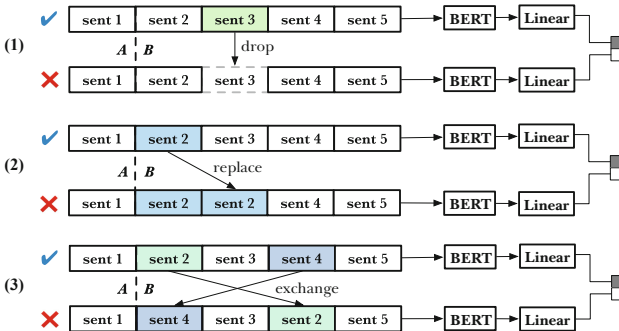 ✔ sent 1 sent 2 sent 3 sent 4 sent 5 BERT Linear
(1) A B drop
✘ sent 1 sent 2 sent 3 sent 4 sent 5 BERT Linear
✔ sent 1 sent 2 sent 3 sent 4 sent 5 BERT Linear
(2) A B replace
✘ sent 1 sent 2 sent 2 sent 4 sent 5 BERT Linear
✔ sent 1 sent 2 sent 3 sent 4 sent 5 BERT Linear
(3) A B exchange
✘ sent 1 sent 4 sent 3 sent 2 sent 5 BERT Linear